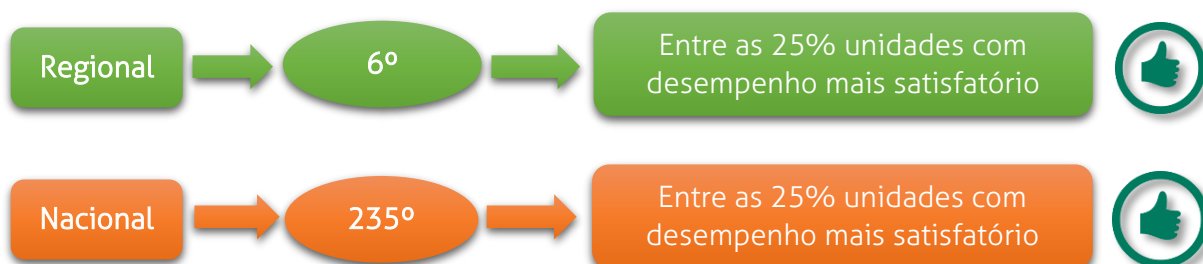 Regional
6º
Entre as 25% unidades com
desempenho mais satisfatório
Nacional
235º
Entre as 25% unidades com
desempenho mais satisfatório